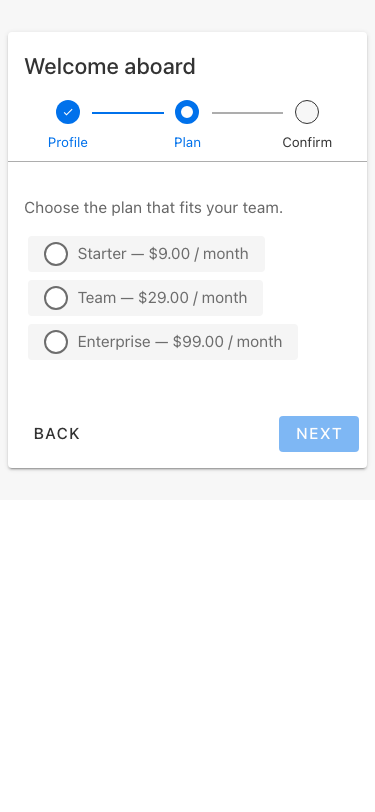 Welcome aboard
Profile
Plan
Confirm
Choose the plan that fits your team.
Starter — $9.00 / month
Team — $29.00 / month
Enterprise — $99.00 / month
BACK
NEXT